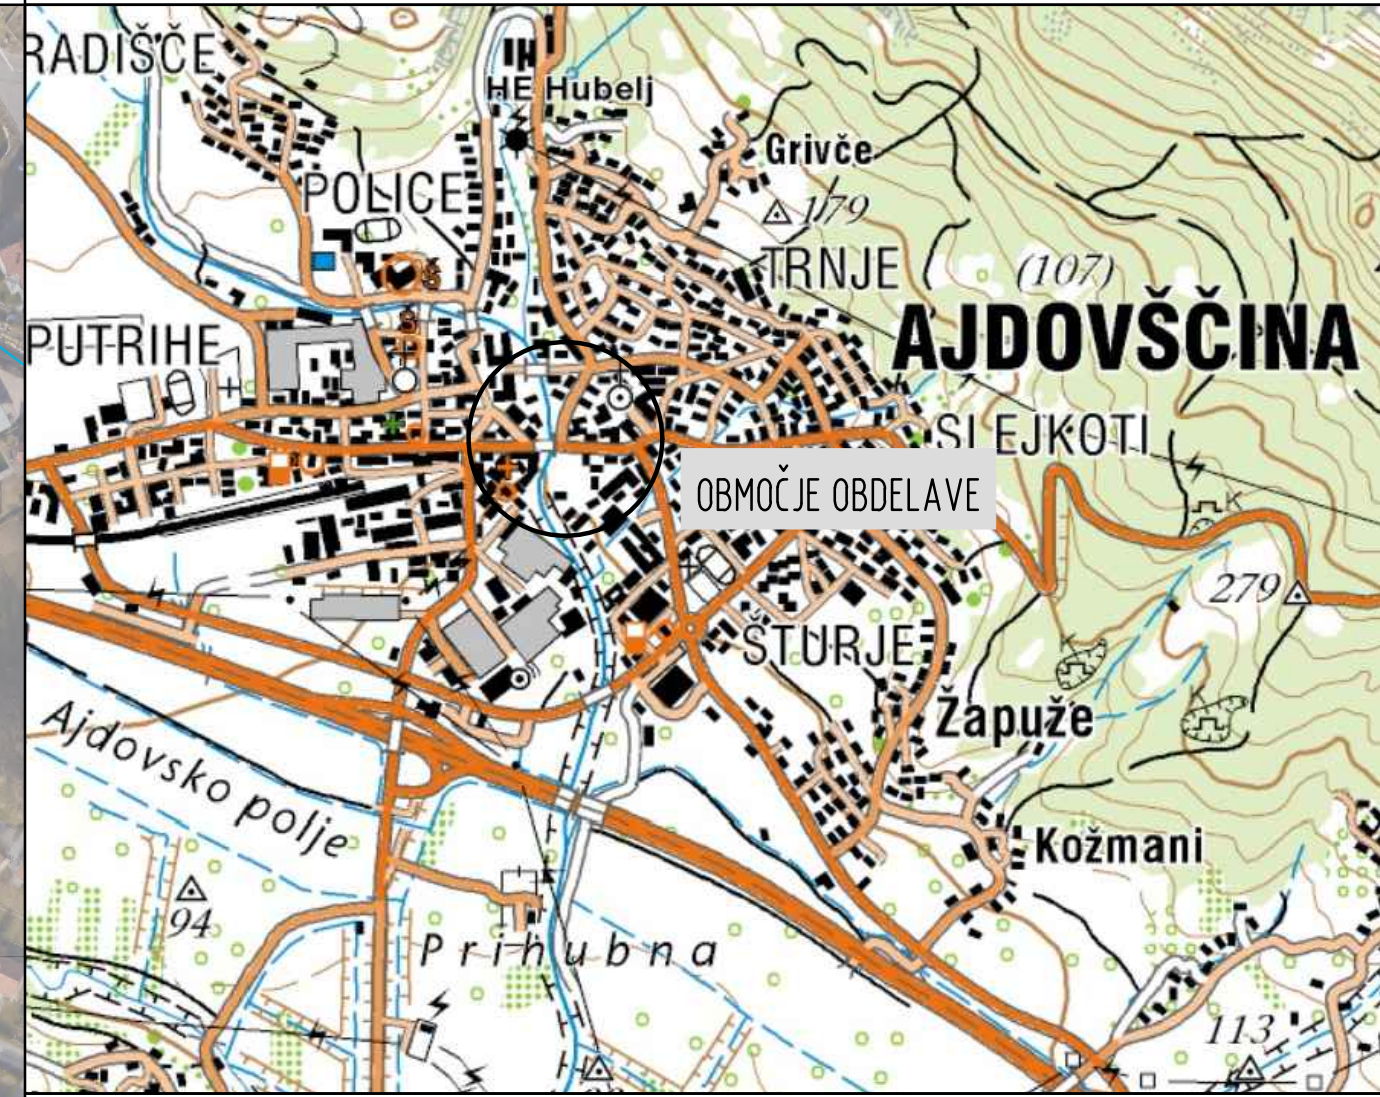 RADIŠČE
HE Hubelj
Grivče
POLICE
179
TRNJE
(107)
AJDOVŠČINA
PUTRIHE
SLEJKOTI
OBMOČJE OBDELAVE
K
279
ŠTURJE
K
Žapuže
K
Ajdovsko polje
Kožmani
94
Prihubna
113